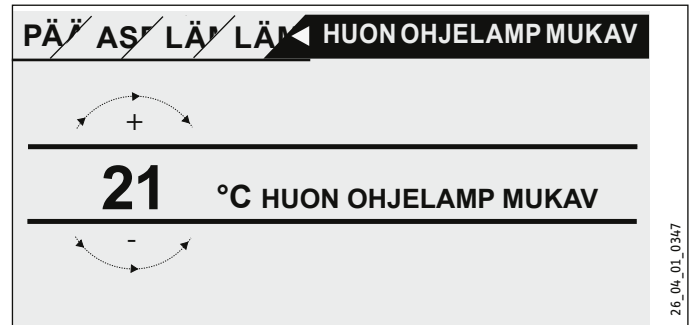 PÄÄ ASE LÄM LÄM HUON OHJELAMP MUKAV
+
21 °C HUON OHJELAMP MUKAV
-
26_04_01_0347